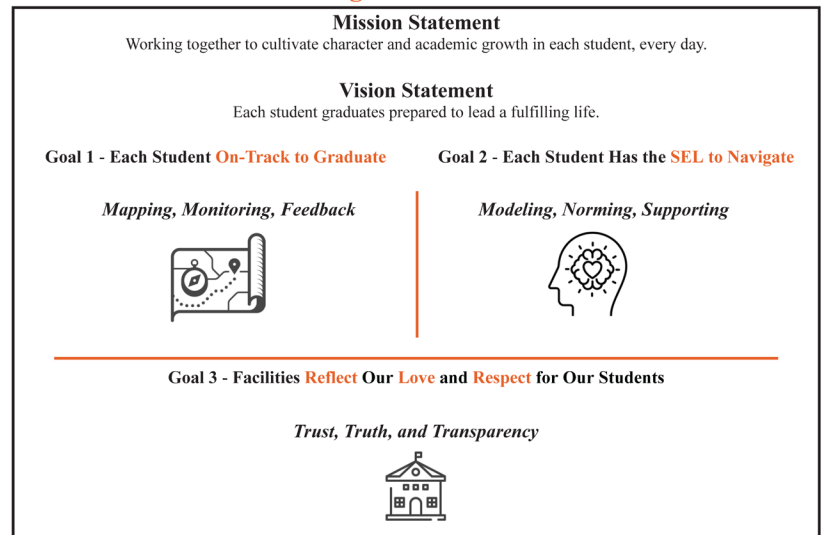 Mission Statement
Working together to cultivate character and academic growth in each student, every day.
Vision Statement
Each student graduates prepared to lead a fulfilling life.
Goal 1 - Each Student On-Track to Graduate
Mapping, Monitoring, Feedback
Goal 2 - Each Student Has the SEL to Navigate
Modeling, Norming, Supporting
Goal 3 - Facilities Reflect Our Love and Respect for Our Students
Trust, Truth, and Transparency